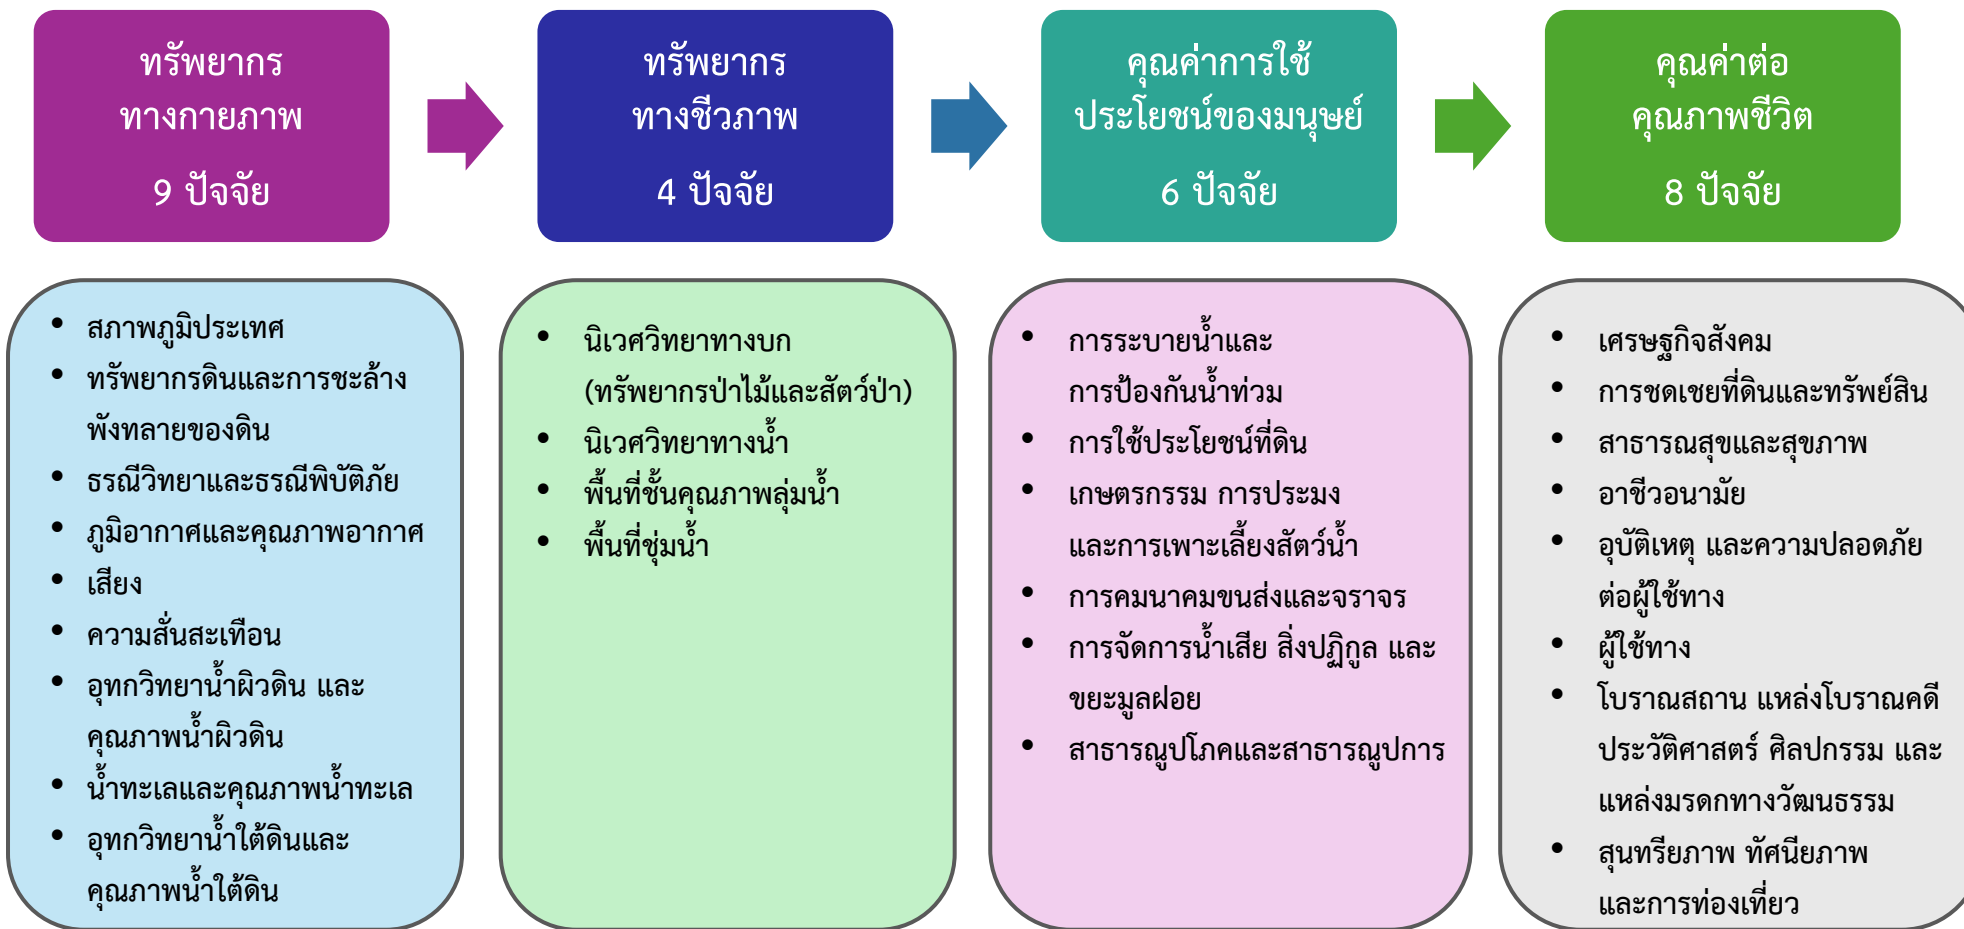 ทรัพยากร
ทางกายภาพ
9 ปัจจัย
ทรัพยากร
ทางชีวภาพ
4 ปัจจัย
คุณค่าการใช้
ประโยชน์ของมนุษย์
6 ปัจจัย
คุณค่าต่อ
คุณภาพชีวิต
8 ปัจจัย
• สภาพภูมิประเทศ
• ทรัพยากรดินและการชะล้าง
พังทลายของดิน
• ธรณีวิทยาและธรณีพิบัติภัย
• ภูมิอากาศและคุณภาพอากาศ
• เสียง
• ความสั่นสะเทือน
• อุทกวิทยาน้ำผิวดิน และ
คุณภาพน้ำผิวดิน
• น้ำทะเลและคุณภาพน้ำทะเล
• อุทกวิทยาน้ำใต้ดินและ
คุณภาพน้ำใต้ดิน
• นิเวศวิทยาทางบก
(ทรัพยากรป่าไม้และสัตว์ป่า)
• นิเวศวิทยาทางน้ำ
• พื้นที่ชั้นคุณภาพลุ่มน้ำ
• พื้นที่ชุ่มน้ำ
• การระบายน้ำและ
การป้องกันน้ำท่วม
• การใช้ประโยชน์ที่ดิน
• เกษตรกรรม การประมง
และการเพาะเลี้ยงสัตว์น้ำ
• การคมนาคมขนส่งและจราจร
• การจัดการน้ำเสีย สิ่งปฏิกูล และ
ขยะมูลฝอย
• สาธารณูปโภคและสาธารณูปการ
• เศรษฐกิจสังคม
• การชดเชยที่ดินและทรัพย์สิน
• สาธารณสุขและสุขภาพ
• อาชีวอนามัย
• อุบัติเหตุ และความปลอดภัย
ต่อผู้ใช้ทาง
• ผู้ใช้ทาง
• โบราณสถาน แหล่งโบราณคดี
ประวัติศาสตร์ ศิลปกรรม และ
แหล่งมรดกทางวัฒนธรรม
• สุนทรียภาพ ทัศนียภาพ
และการท่องเที่ยว